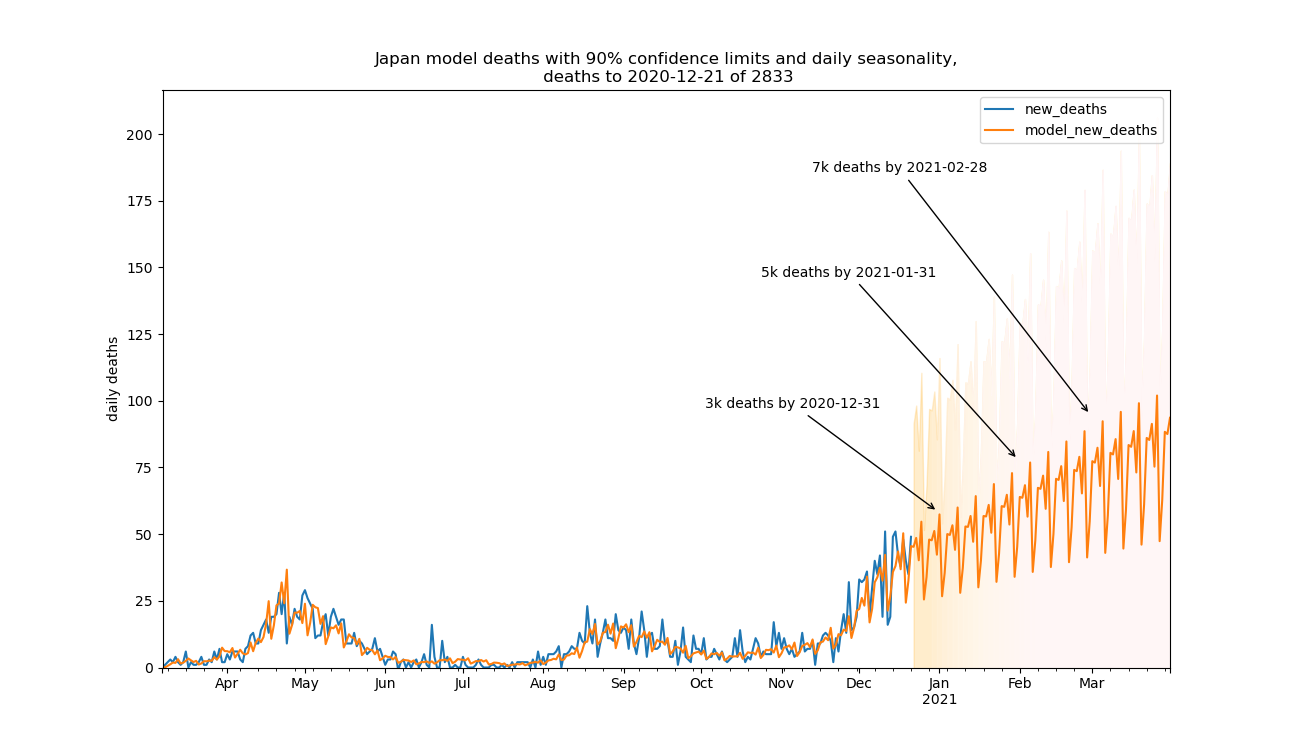 Japan model deaths with 90% confidence limits and daily seasonality,
deaths to 2020-12-21 of 2833
new_deaths
model_new_deaths
200
7k deaths by 2021-02-28
175
150
5k deaths by 2021-01-31
125
daily deaths
100
3k deaths by 2020-12-31
75
50
25
0
Apr May Jun Jul Aug Sep Oct Nov Dec Jan Feb Mar
2021